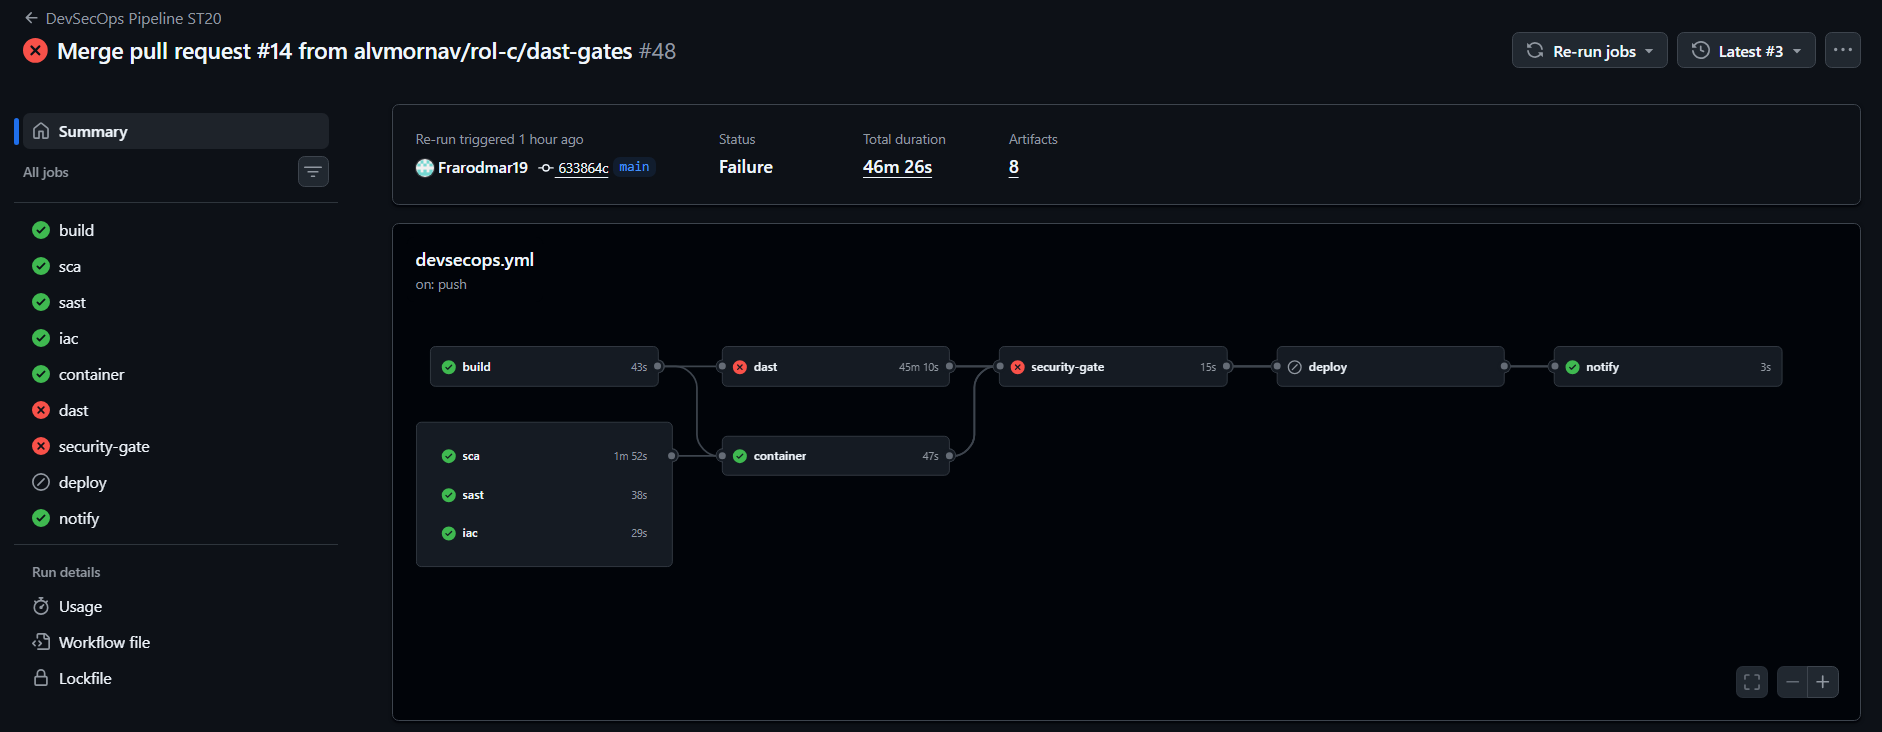 DevSecOps Pipeline ST20
Merge pull request #14 from alvmornav/rol-c/dast-gates #48
Re-run jobs
Latest #3
Summary
All jobs
build
sca
sast
iac
container
dast
security-gate
deploy
notify
Run details
Usage
Workflow file
Lockfile
Re-run triggered 1 hour ago
Frarodmar19 633864c main
Status
Failure
Total duration
46m 26s
Artifacts
8
devsecops.yml
on: push
build 43s
dast 45m 10s
security-gate 15s
deploy
notify 3s
sca 1m 52s
sast 38s
iac 29s
container 47s